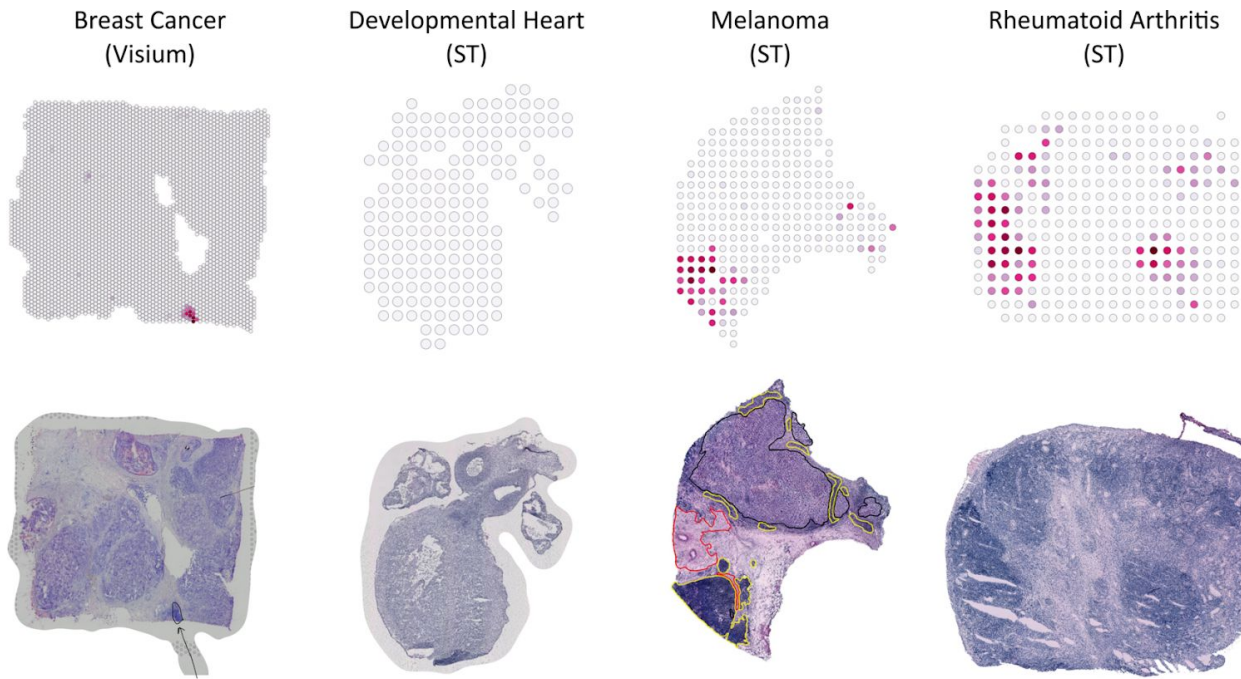 Breast Cancer
(Visium)
Developmental Heart
(ST)
Melanoma
(ST)
Rheumatoid Arthritis
(ST)